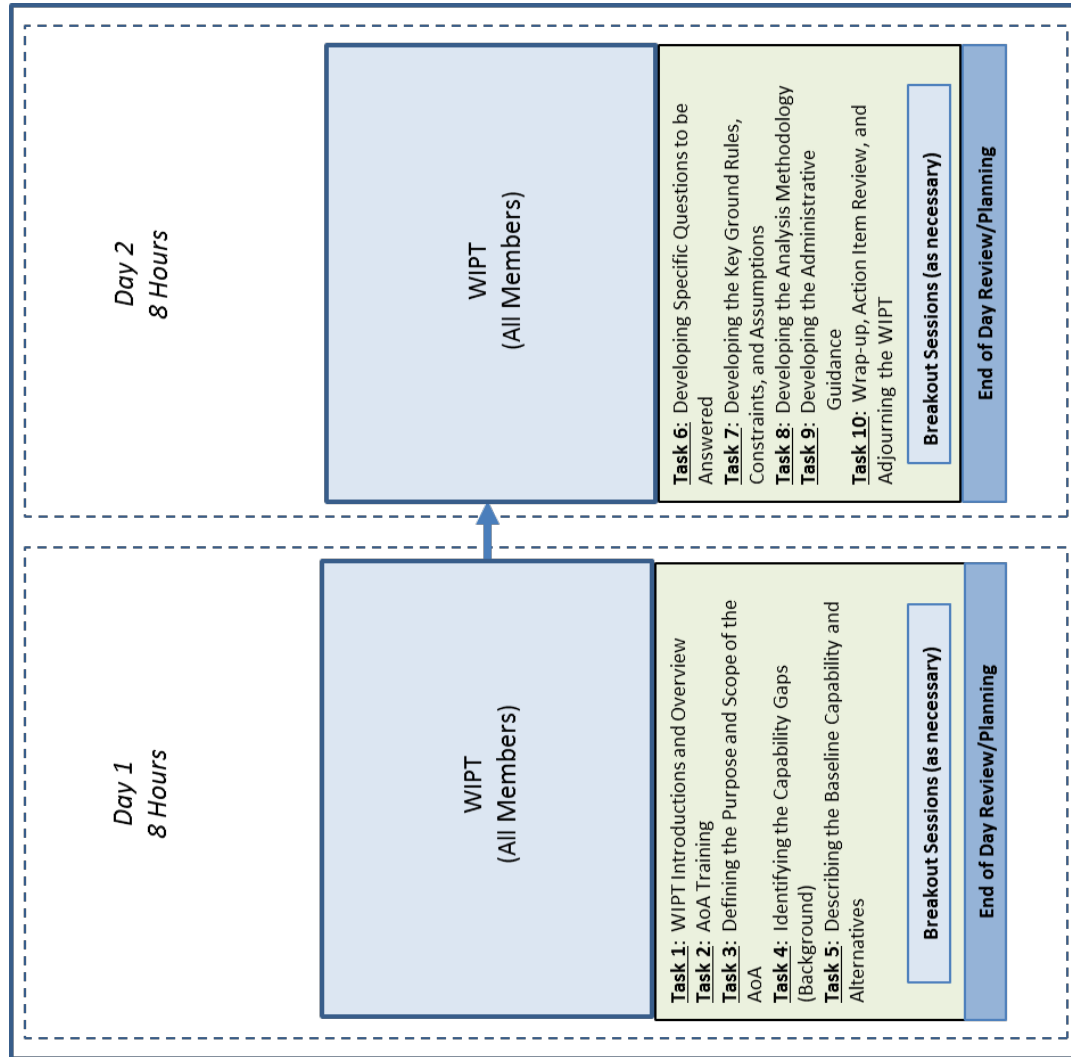 Day 1
8 Hours
WIPT
(All Members)
Task 1: WIPT Introductions and Overview
Task 2: AoA Training
Task 3: Defining the Purpose and Scope of the
AoA
Task 4: Identifying the Capability Gaps
(Background)
Task 5: Describing the Baseline Capability and
Alternatives
Breakout Sessions (as necessary)
End of Day Review/Planning
Day 2
8 Hours
WIPT
(All Members)
Task 6: Developing Specific Questions to be
Answered
Task 7: Developing the Key Ground Rules,
Constraints, and Assumptions
Task 8: Developing the Analysis Methodology
Task 9: Developing the Administrative
Guidance
Task 10: Wrap-up, Action Item Review, and
Adjourning the WIPT
Breakout Sessions (as necessary)
End of Day Review/Planning